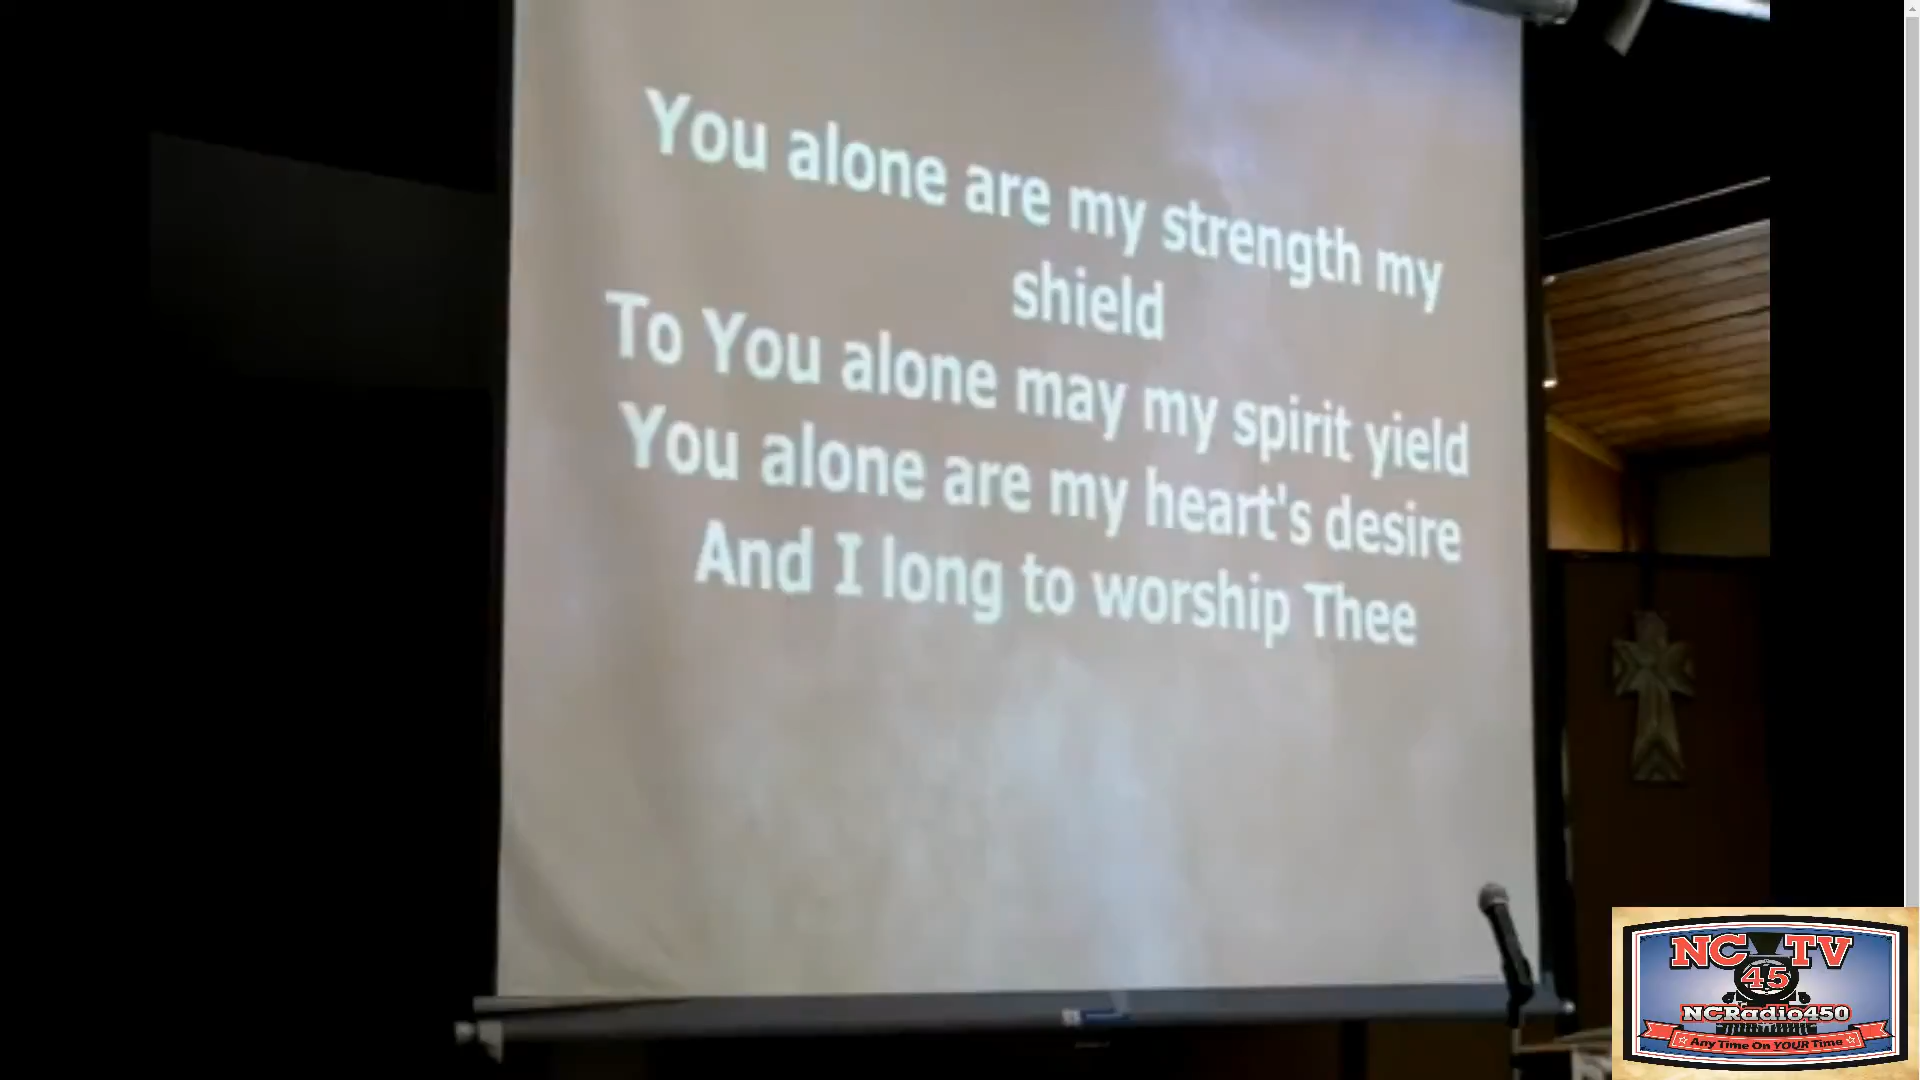 You alone are my strength my
shield
To You alone may my spirit yield
You alone are my heart's desire
And I long to worship Thee
NC TV
45
NCRadio450
Any Time On YOUR Time